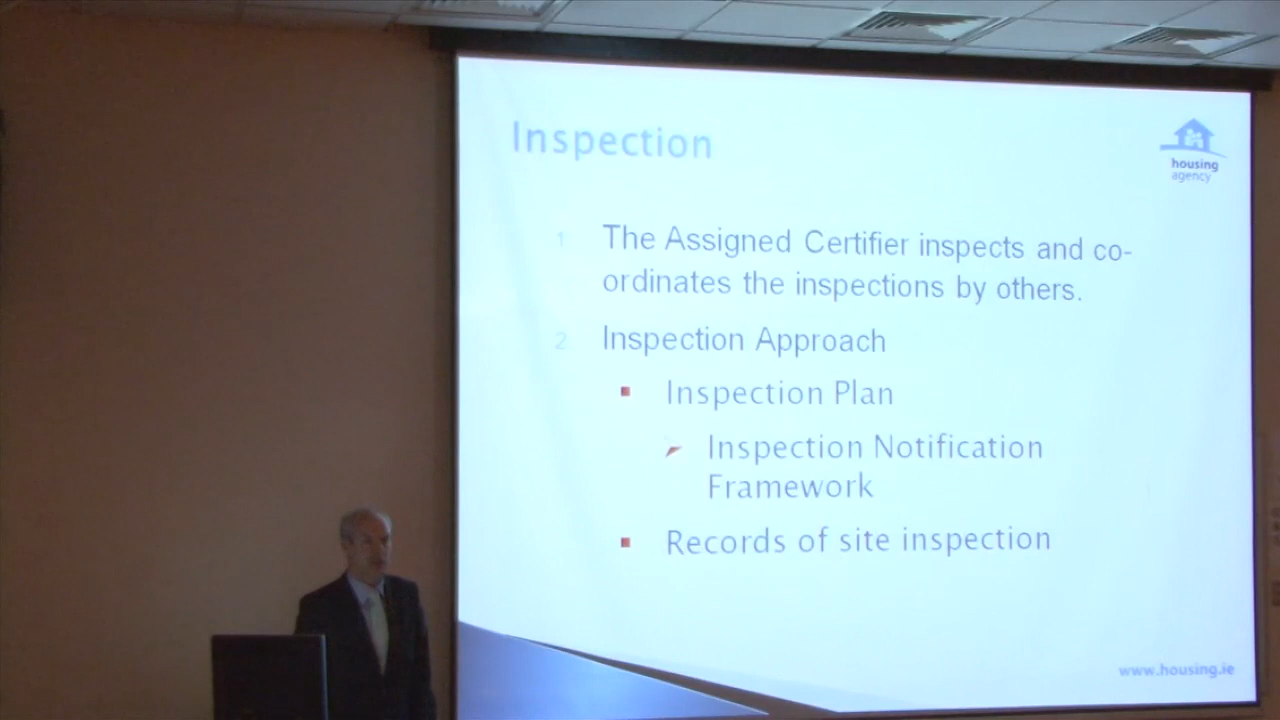 Inspection
housing
agency
1 The Assigned Certifier inspects and co-
ordinates the inspections by others.
2 Inspection Approach
Inspection Plan
Inspection Notification
Framework
Records of site inspection
www.housing.ie